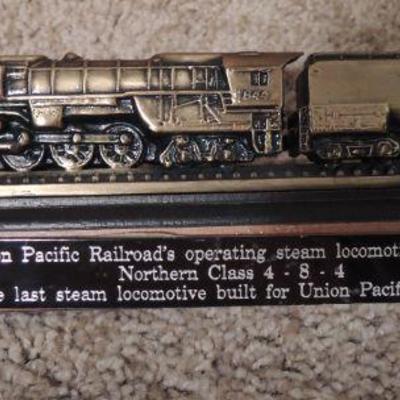 n Pacific Railroad's operating steam locomoti
Northern Class 4 - 8 - 4
e last steam locomotive built for Union Pacif